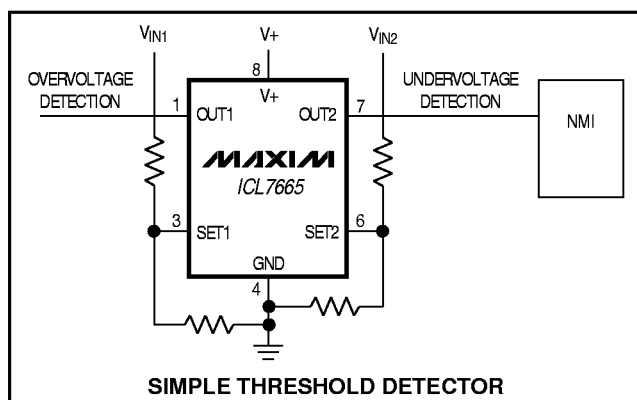 VIN1
V+
VIN2
OVERVOLTAGE
DETECTION
8
UNDERVOLTAGE
DETECTION
1
V+
7
OUT1
OUT2
NMI
MAXIM
ICL7665
3
6
SET1
SET2
GND
4
SIMPLE THRESHOLD DETECTOR